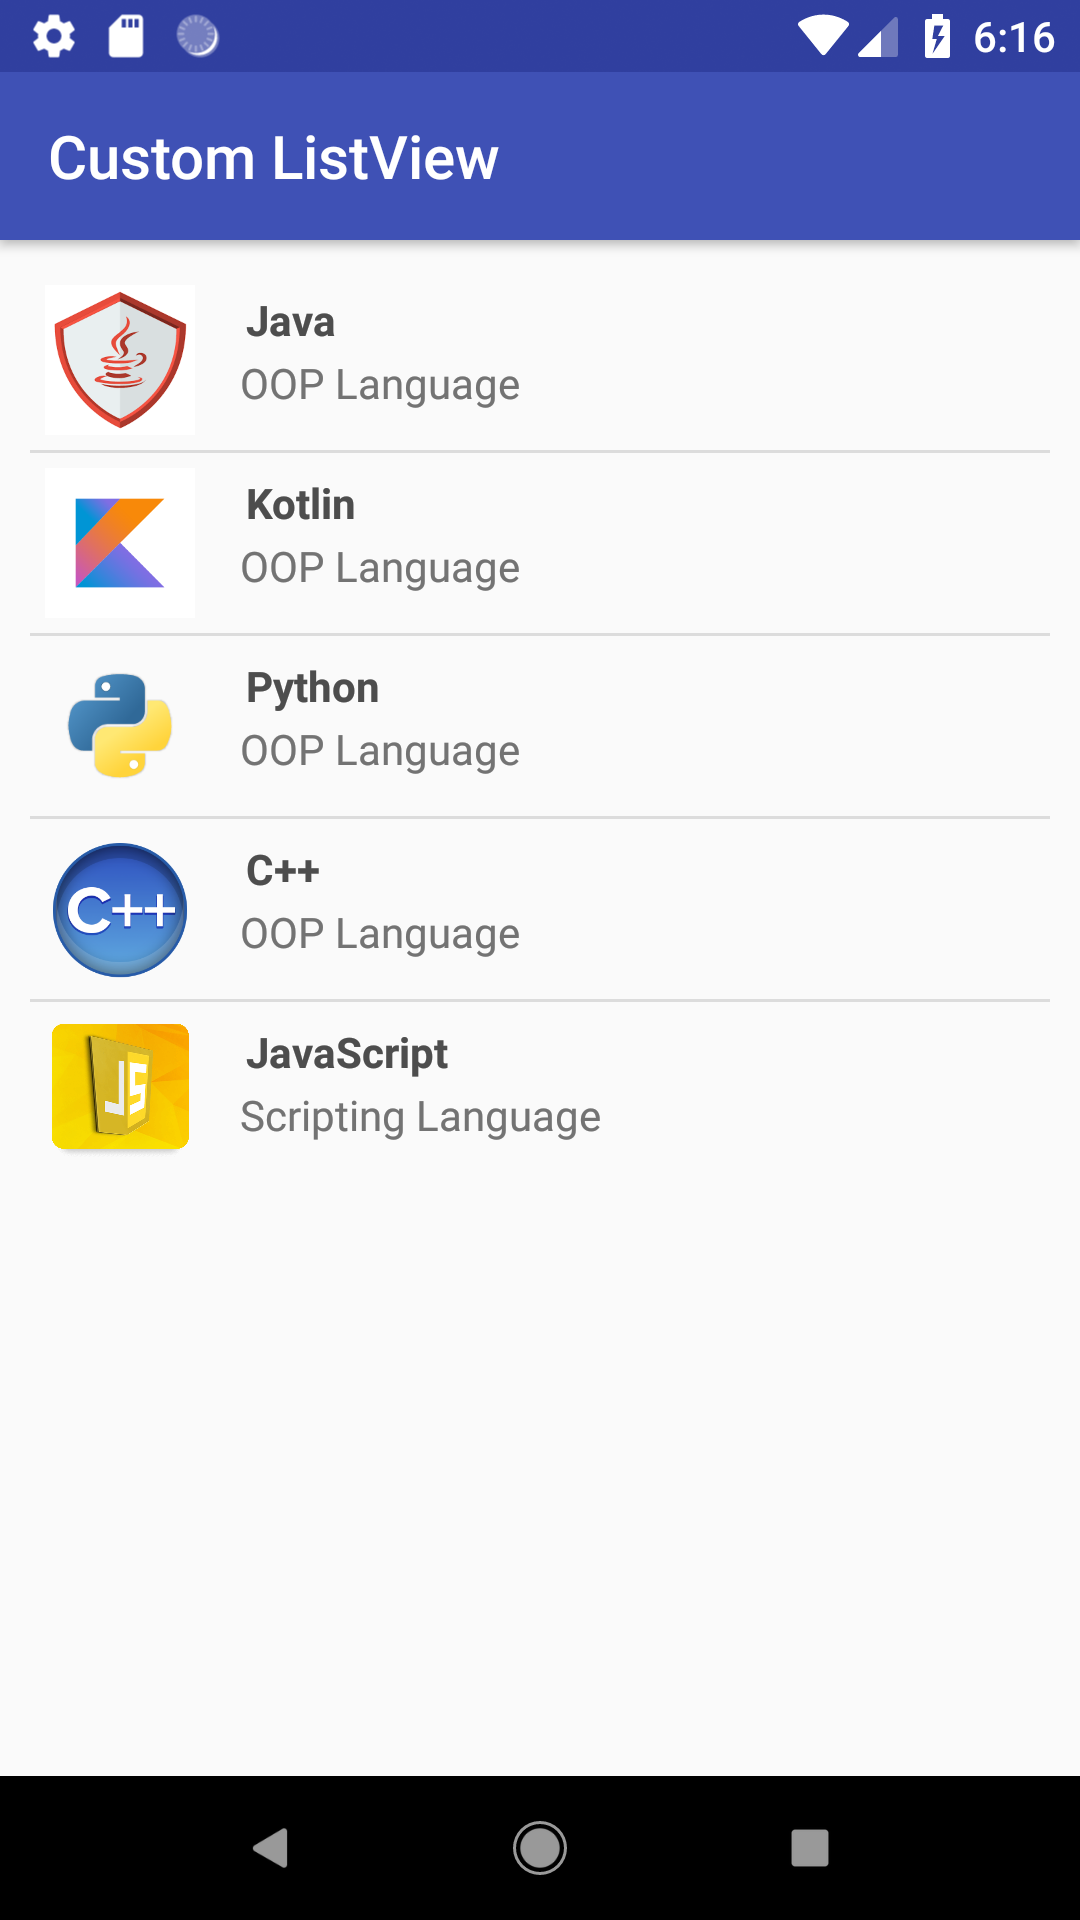 6:16
Custom ListView
Java
OOP Language
Kotlin
OOP Language
Python
OOP Language
C++
C++
OOP Language
JS
JavaScript
Scripting Language